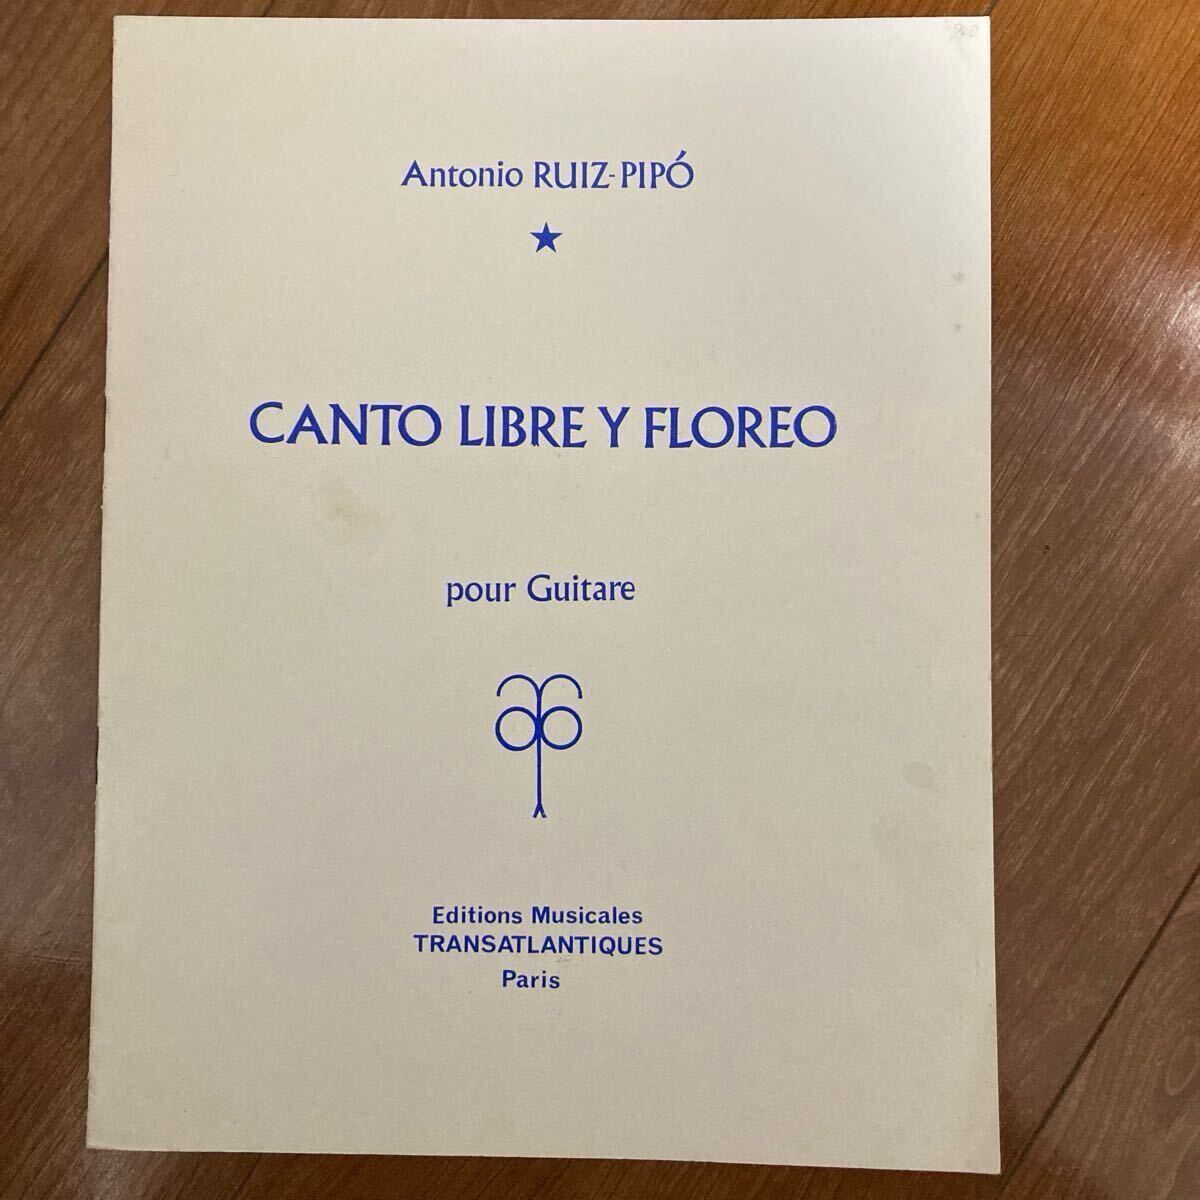 Antonio RUIZ-PIPÓ
CANTO LIBRE Y FLOREO
pour Guitare
Editions Musicales
TRANSATLANTIQUES
Paris